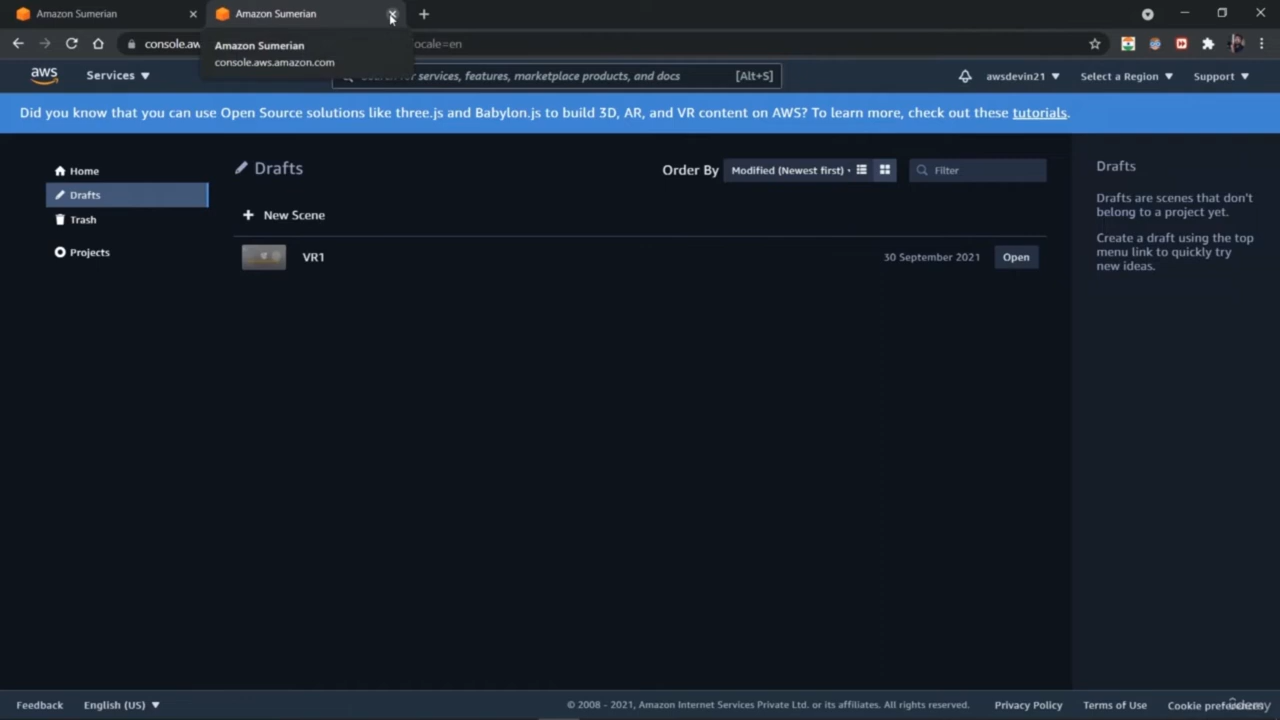 Amazon Sumerian
Amazon Sumerian
console.aw
Amazon Sumerian
console.aws.amazon.com
ocale=en
aws
Services
services, features, marketplace products, and docs
[Alt+S]
awsdevin21
Select a Region
Support
Did you know that you can use Open Source solutions like three.js and Babylon.js to build 3D, AR, and VR content on AWS? To learn more, check out these tutorials.
Home
Drafts
Trash
Projects
Drafts
Order By
Modified (Newest first)
Filter
+ New Scene
VR1
30 September 2021
Open
Drafts
Drafts are scenes that don't
belong to a project yet.
Create a draft using the top
menu link to quickly try
new ideas.
Feedback
English (US)
© 2008 - 2021, Amazon Internet Services Private Ltd. or its affiliates. All rights reserved.
Privacy Policy
Terms of Use
Cookie preferences
Udemy